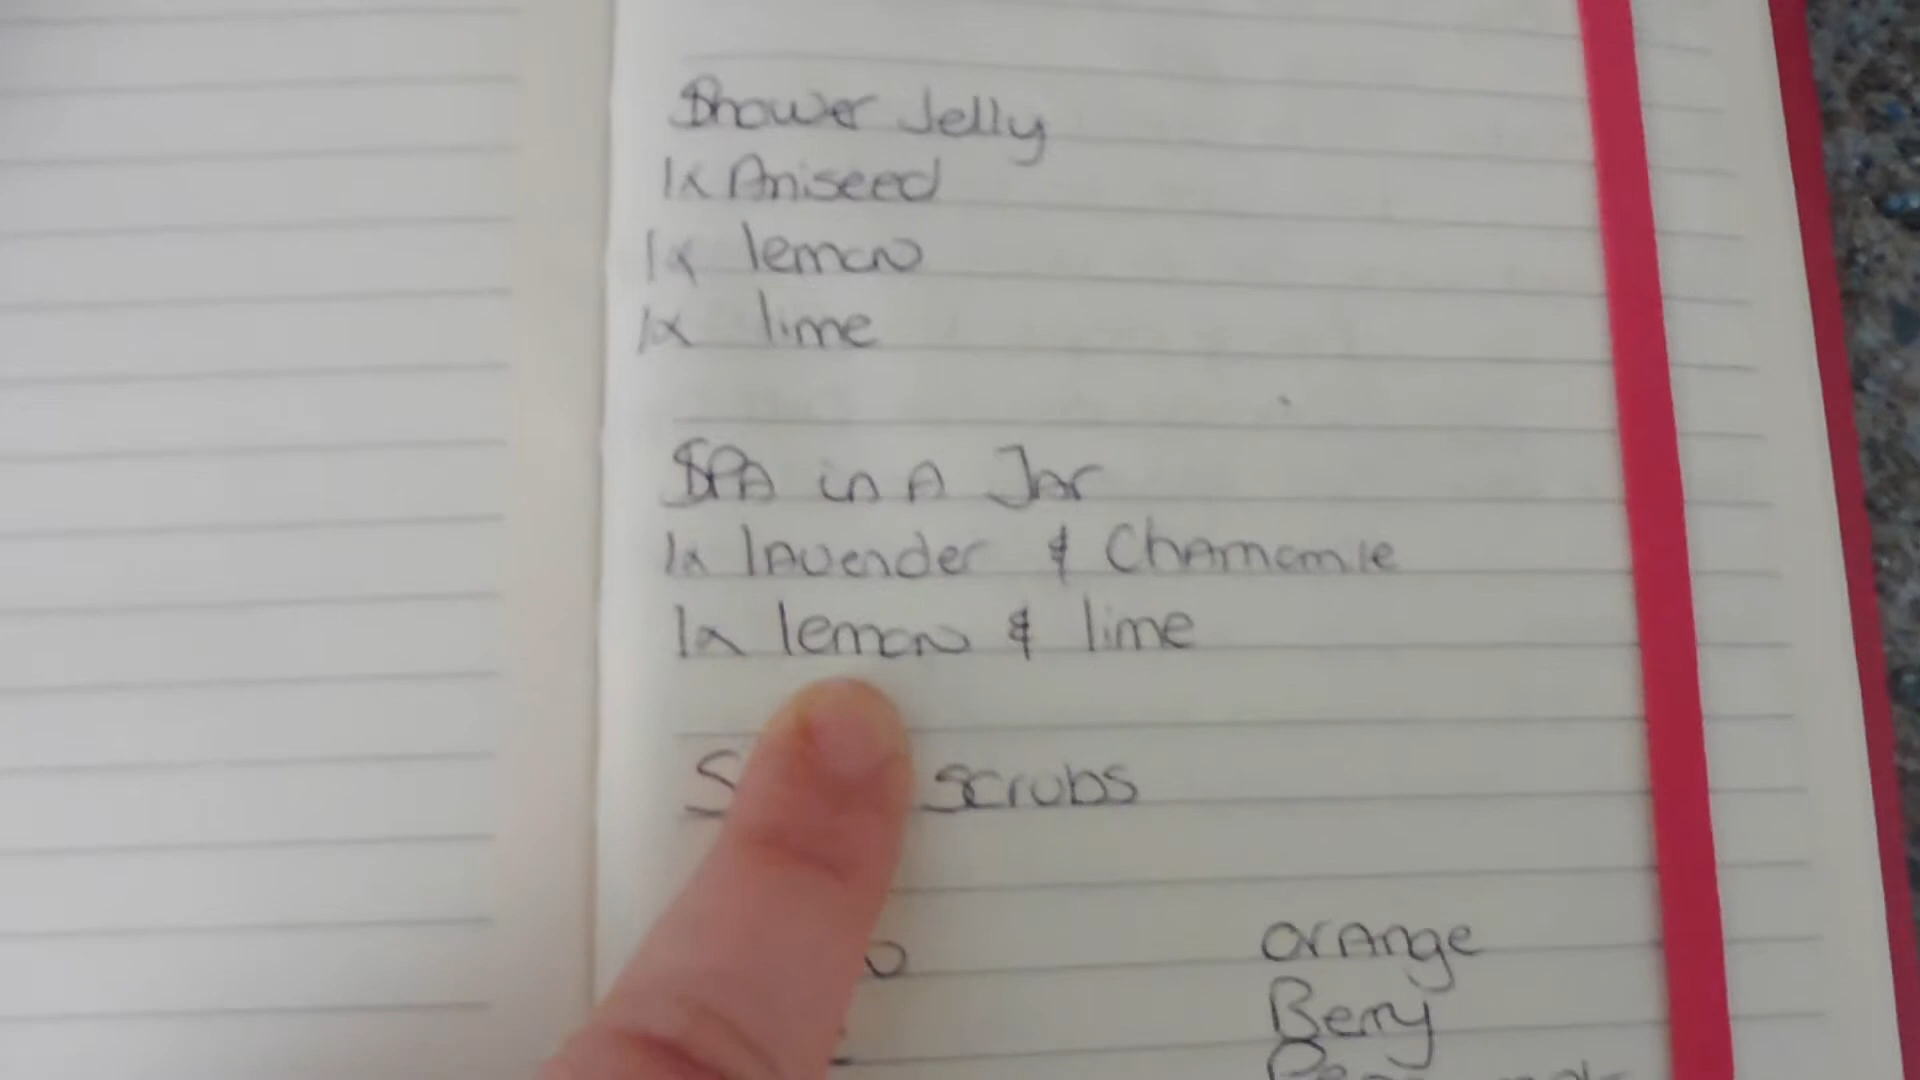 Shower Jelly
1x Aniseed
1x lemon
1x lime
SPA in A Jar
1x lavender & Chamomile
1x lemon & lime
scrubs
orange
Berry